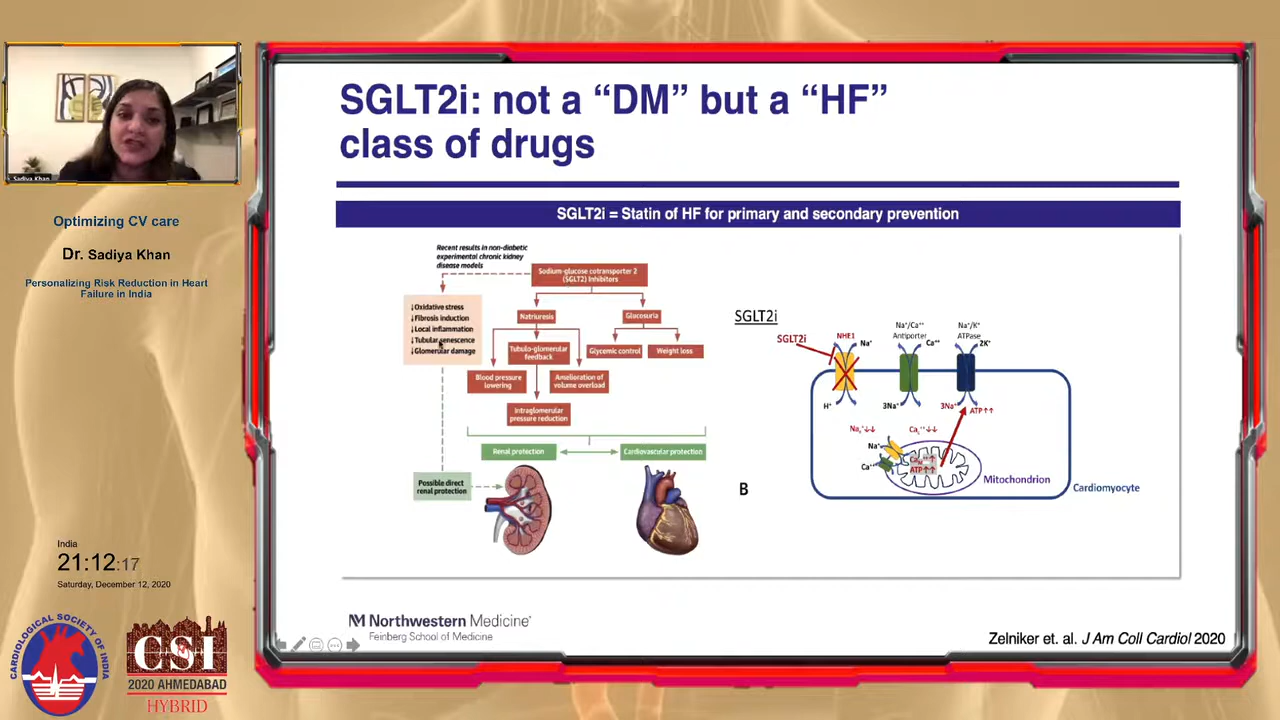 Sadiya Khan
Optimizing CV care
Dr. Sadiya Khan
Personalizing Risk Reduction in Heart
Failure in India
India
21:12:17
Saturday, December 12, 2020
CARDIOLOGICAL SOCIETY OF INDIA
CSI
2020 AHMEDABAD
HYBRID
SGLT2i: not a “DM” but a “HF”
class of drugs
SGLT2i = Statin of HF for primary and secondary prevention
Recent results in non-diabetic
experimental chronic kidney
disease models
Sodium-glucose cotransporter 2
(SGLT2) Inhibitors
↓Oxidative stress
↓Fibrosis induction
↓Local inflammation
↓Tubular senescence
↓Glomerular damage
Natriuresis
Glucosuria
Tubulo-glomerular
feedback
Glycemic control
Weight loss
Blood pressure
lowering
Amelioration of
volume overload
Intraglomerular
pressure reduction
Renal protection
Cardiovascular protection
Possible direct
renal protection
B
SGLT2i
SGLT2i
NHE1
Na⁺
H⁺
Na⁺/Ca⁺⁺
Antiporter
Ca⁺⁺
3Na⁺
Na⁺/K⁺
ATPase
2K⁺
3Na⁺
ATP↑↑
Na꜀⁺↓↓
Ca꜀⁺⁺↓↓
Na⁺
Ca⁺⁺
ATP↑↑
Mitochondrion
Cardiomyocyte
Northwestern Medicine®
Feinberg School of Medicine
Zelniker et. al. J Am Coll Cardiol 2020